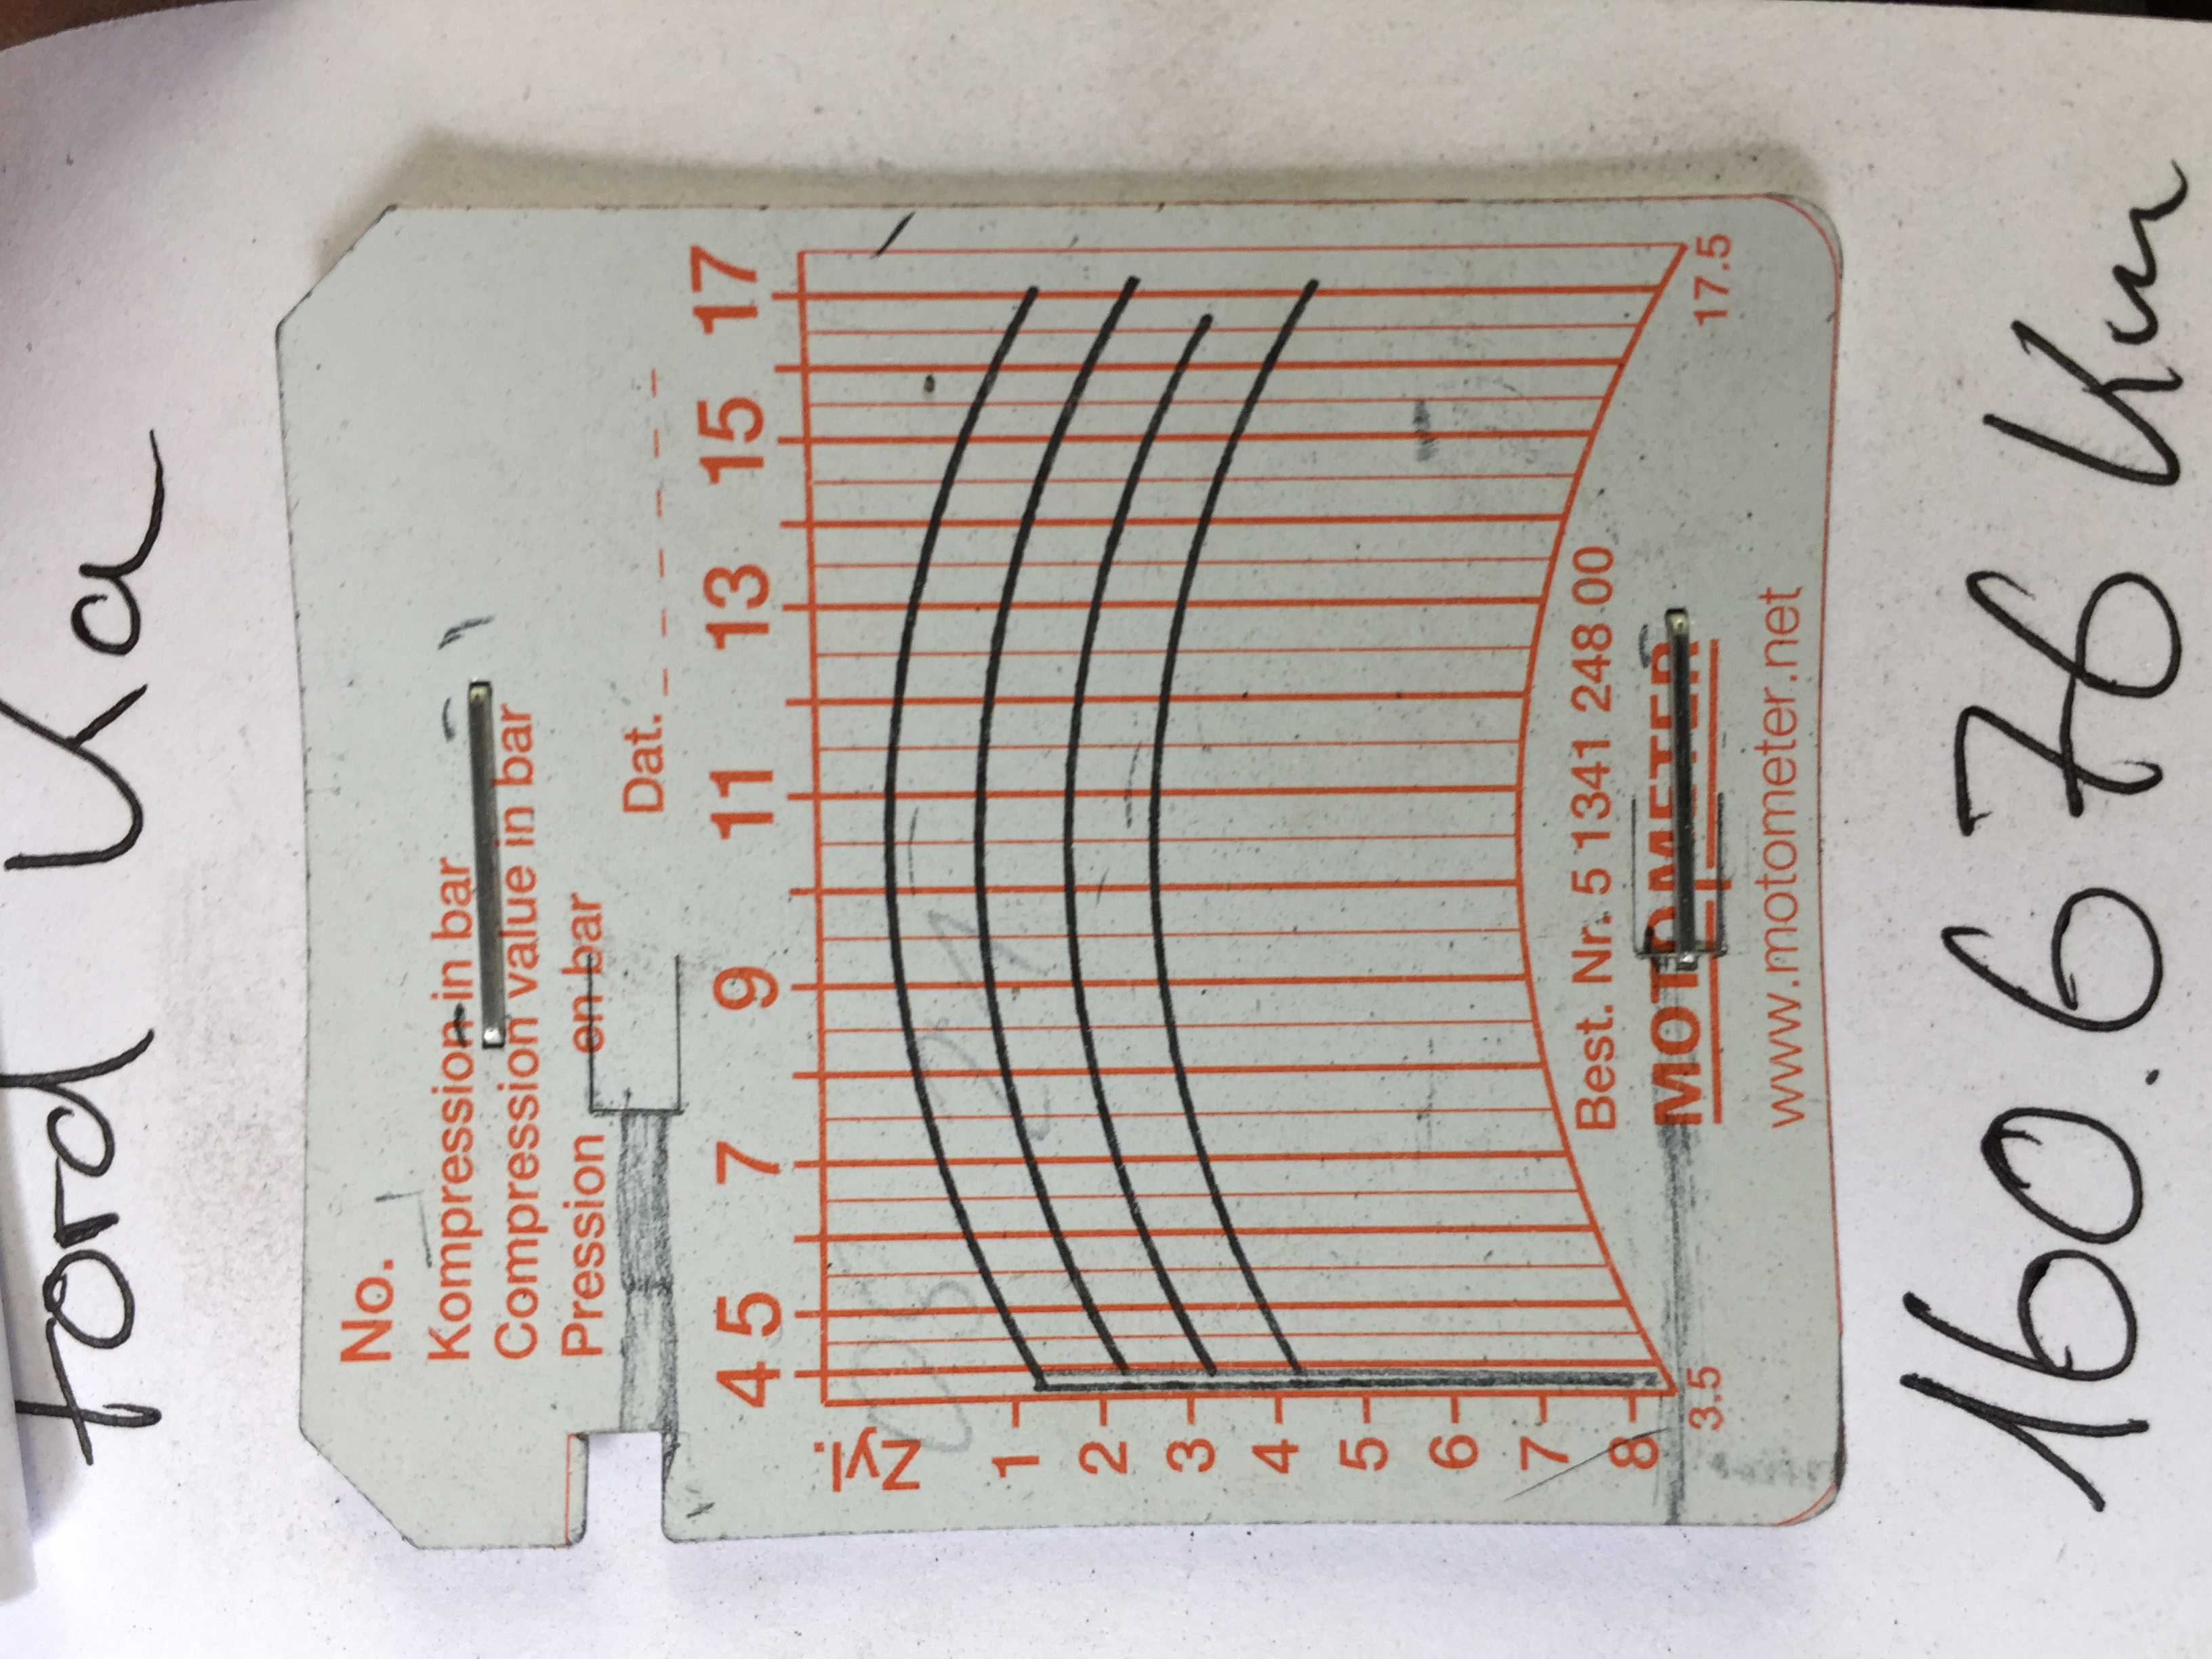 Ford Ka
No.
Kompression in bar
Compression value in bar
Pression en bar
Dat.
4 5 7 9 11 13 15 17
Zyl.
1
2
3
4
5
6
7
8
3.5
17.5
Best. Nr. 5 1341 248 00
MOTOMETER
www.motometer.net
160.676 Km